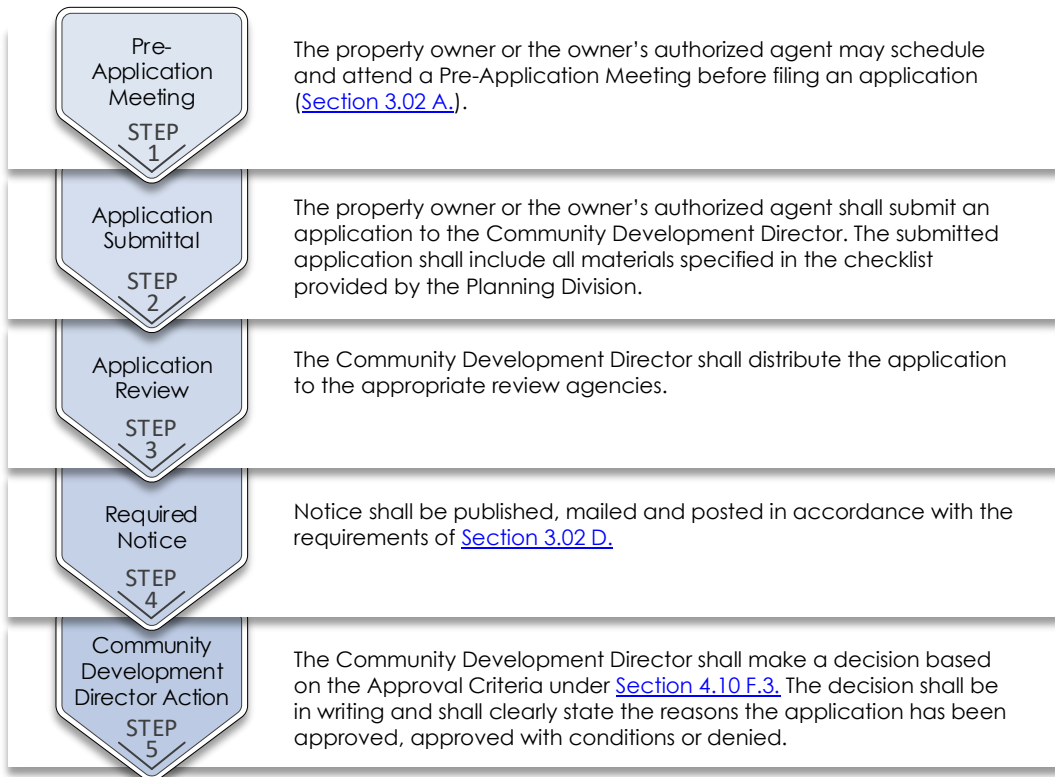 Pre-
Application
Meeting
STEP
1
The property owner or the owner’s authorized agent may schedule
and attend a Pre-Application Meeting before filing an application
(Section 3.02 A.).
Application
Submittal
STEP
2
The property owner or the owner’s authorized agent shall submit an
application to the Community Development Director. The submitted
application shall include all materials specified in the checklist
provided by the Planning Division.
Application
Review
STEP
3
The Community Development Director shall distribute the application
to the appropriate review agencies.
Required
Notice
STEP
4
Notice shall be published, mailed and posted in accordance with the
requirements of Section 3.02 D.
Community
Development
Director Action
STEP
5
The Community Development Director shall make a decision based
on the Approval Criteria under Section 4.10 F.3. The decision shall be
in writing and shall clearly state the reasons the application has been
approved, approved with conditions or denied.